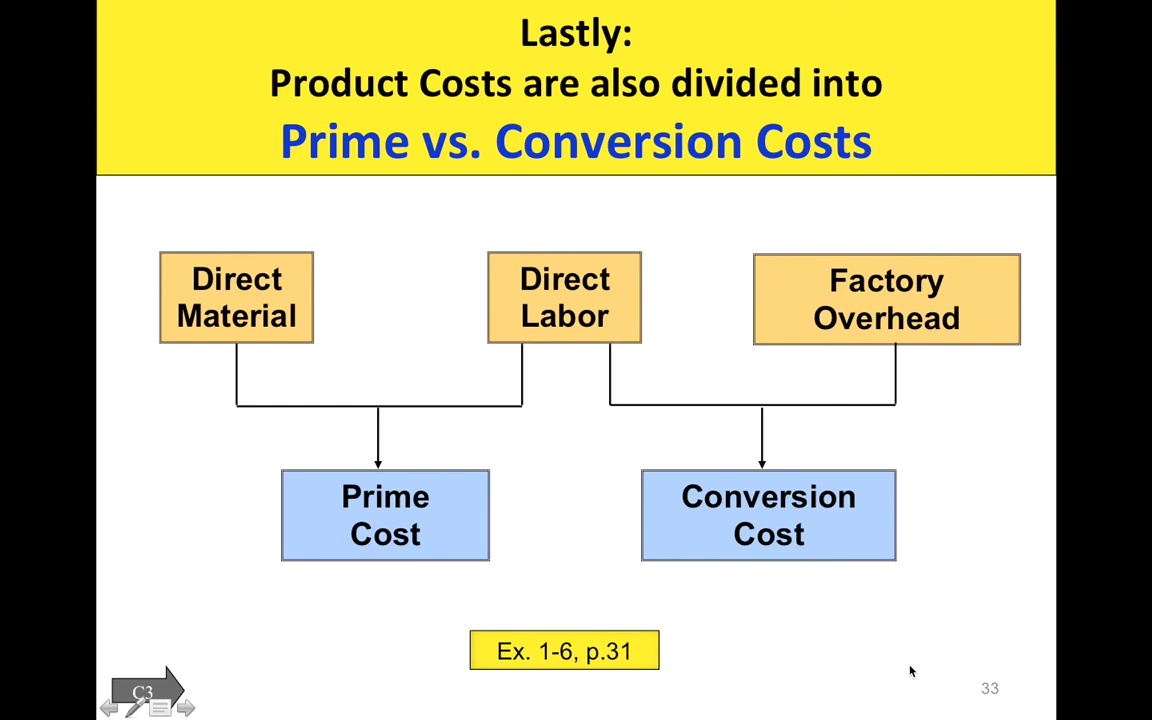 Lastly:
Product Costs are also divided into
Prime vs. Conversion Costs
Direct
Material
Direct
Labor
Factory
Overhead
Prime
Cost
Conversion
Cost
Ex. 1-6, p.31
C3
33